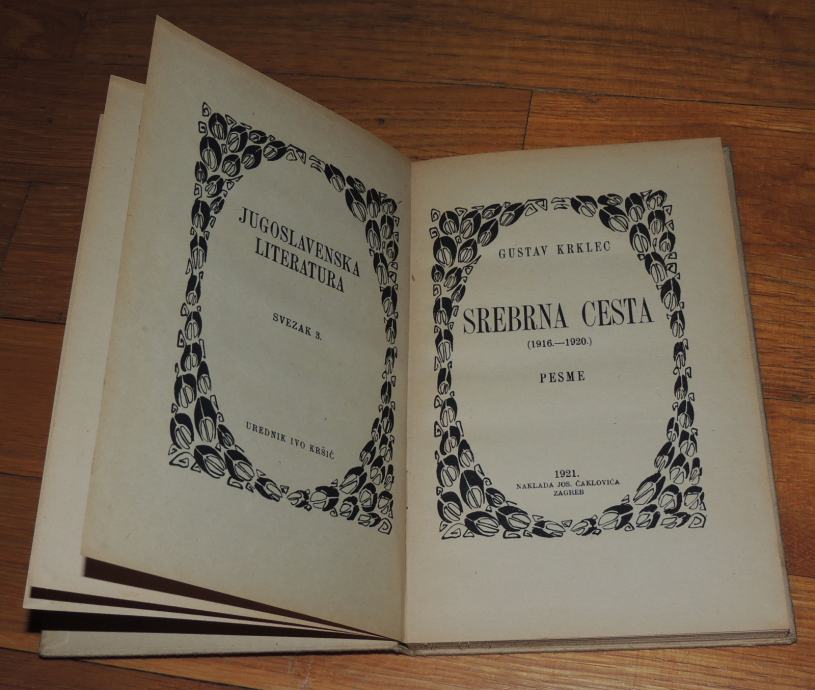 JUGOSLAVENSKA
LITERATURA
SVEZAK 3.
UREDNIK IVO KRŠIĆ
GUSTAV KRKLEC
SREBRNA CESTA
(1916.—1920.)
PESME
1921.
NAKLADA JOS. ČAKLOVIĆA
ZAGREB